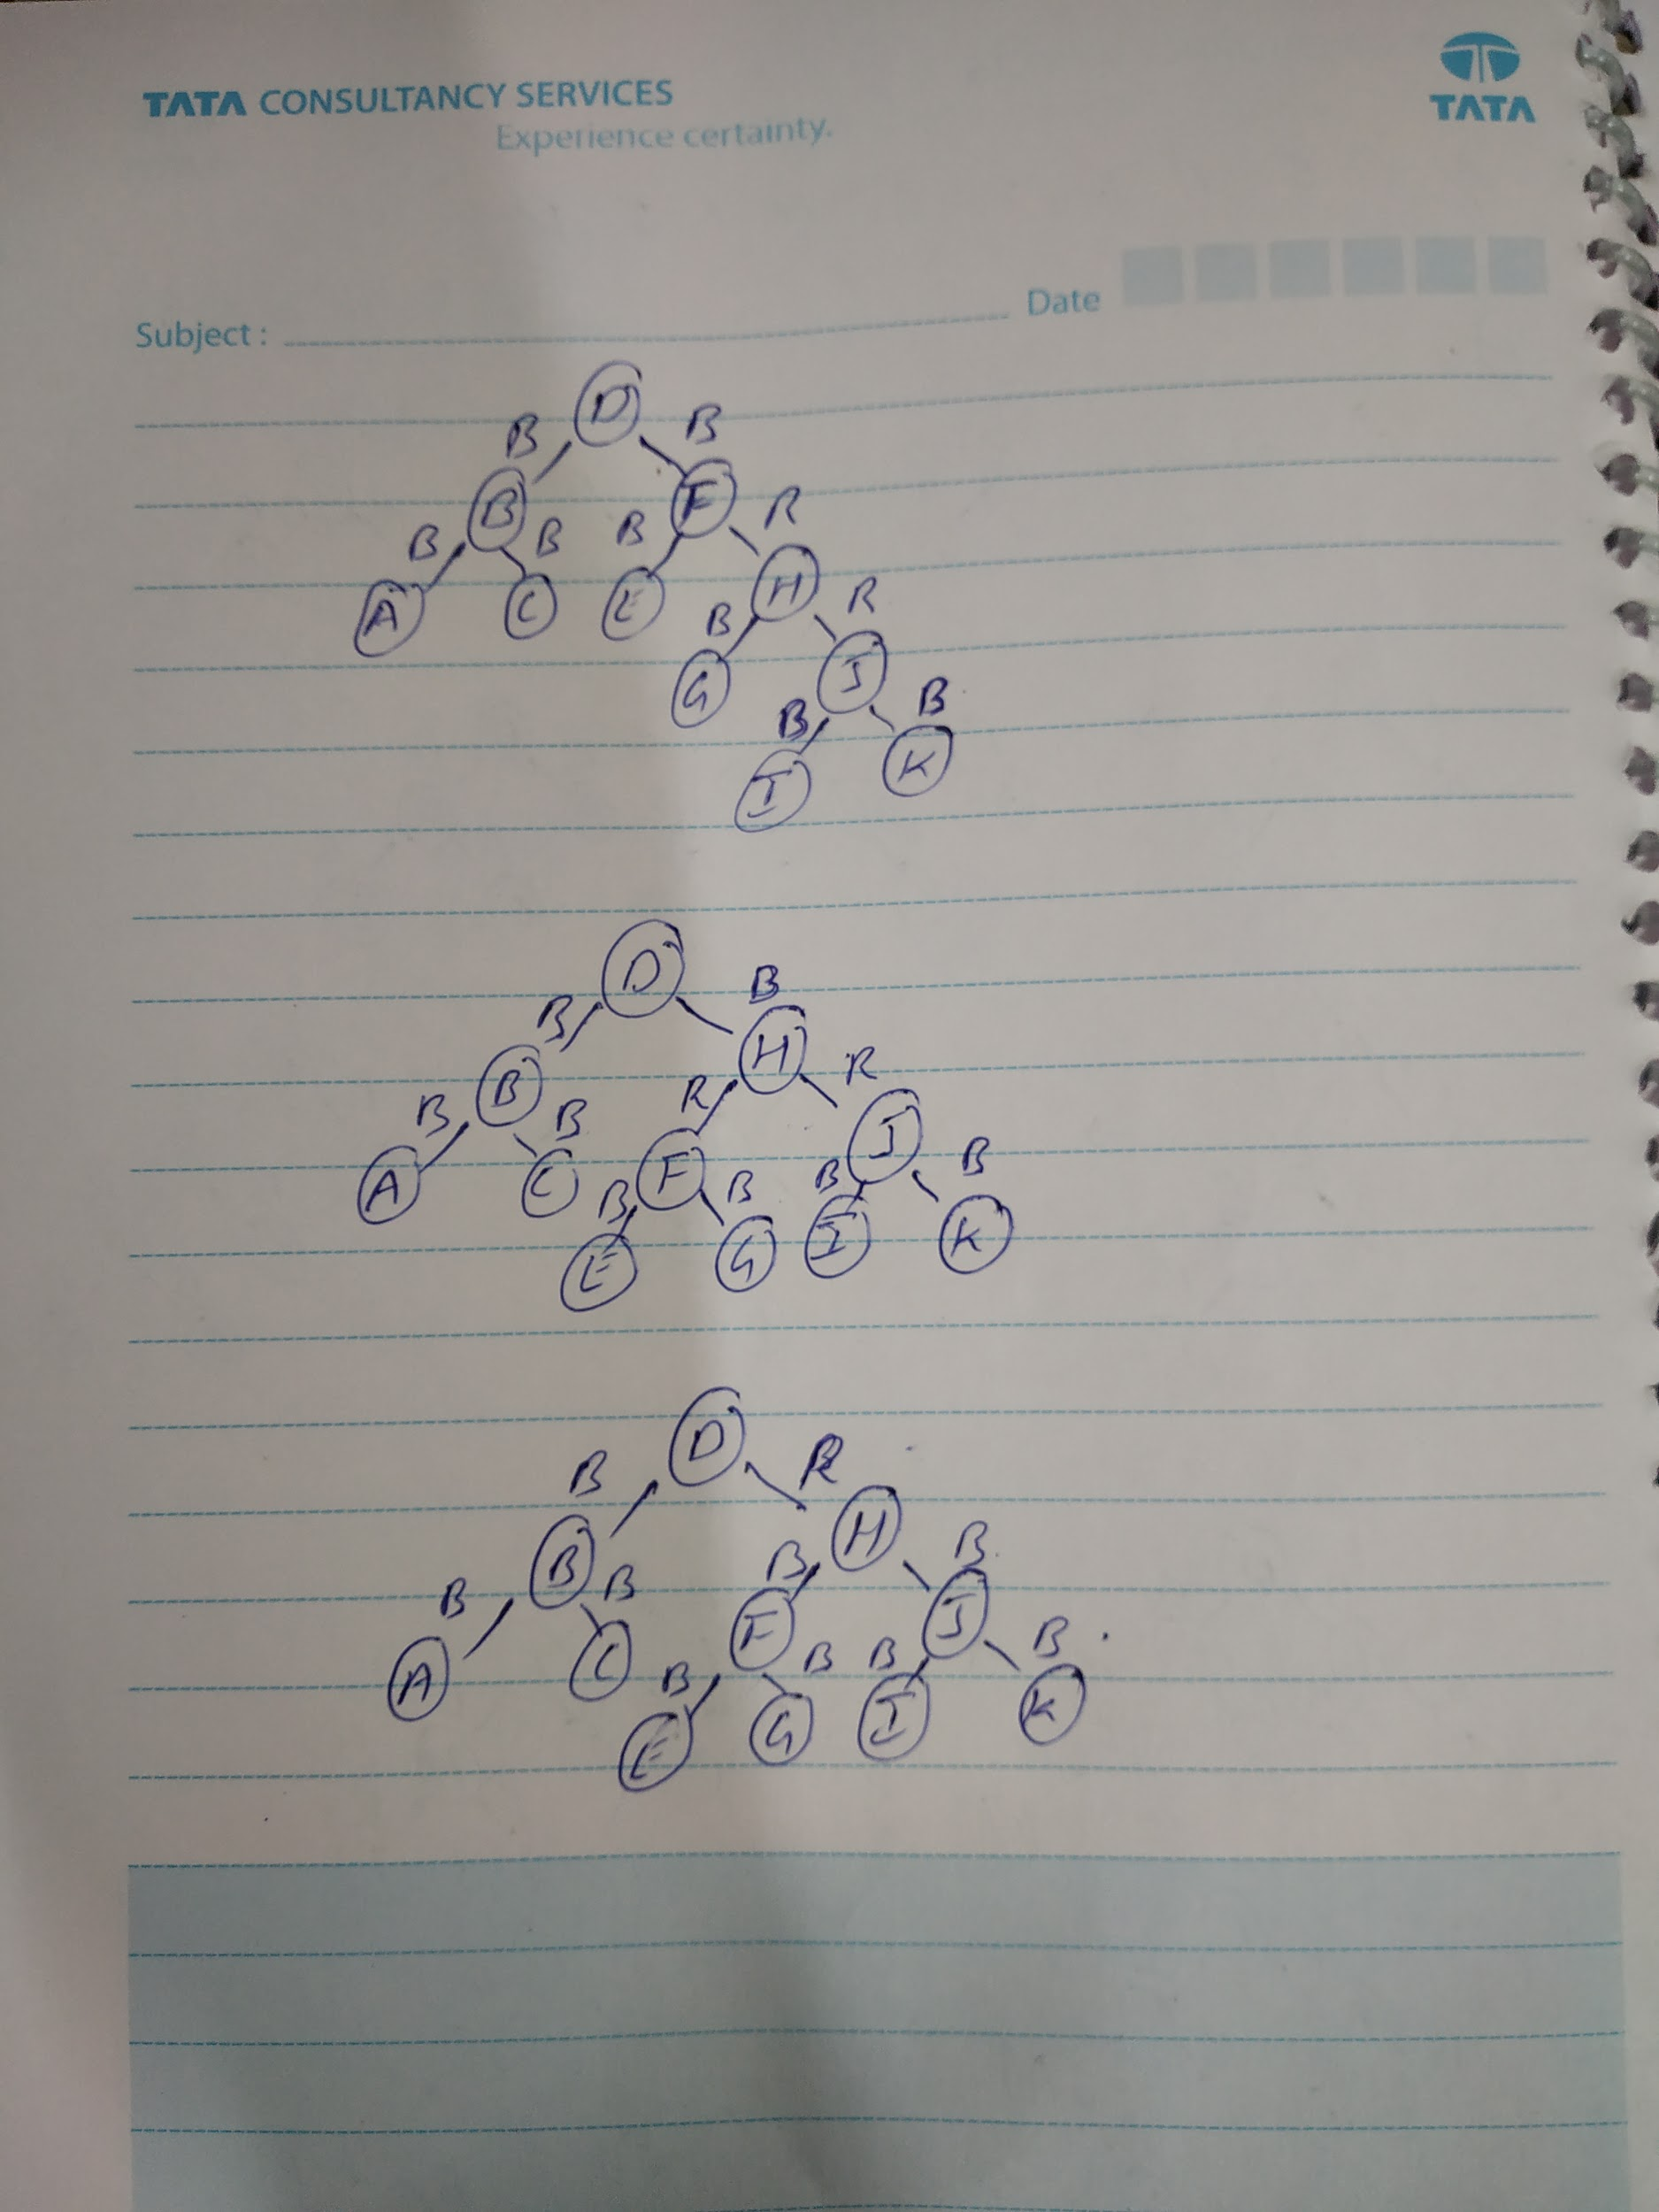 TATA CONSULTANCY SERVICES
Experience certainty.
TATA
Date
Subject :
D
B B
B F
B B B R
A C E H
B R
G J
B B
I K
D
B B
B H
B B R R
A C F J
B B B B
E G I K
D
B R
B H
B B B B
A C F J
B B B B
E G I K